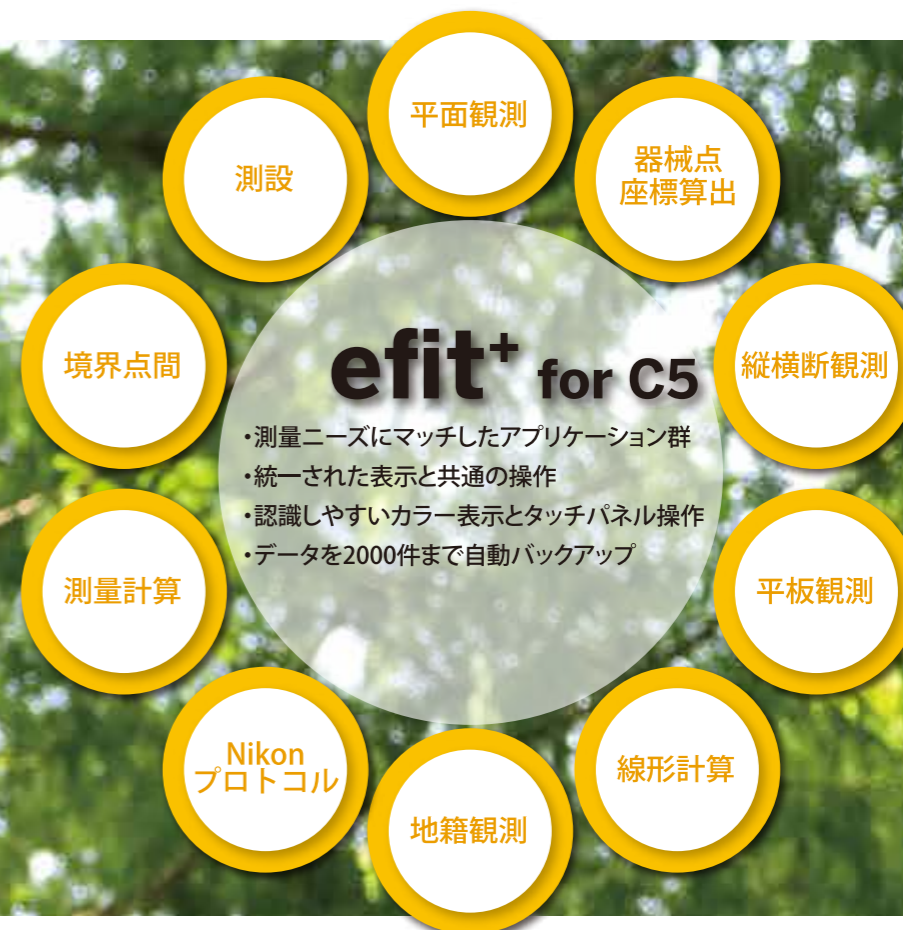 平面観測
器械点
座標算出
測設
縦横断観測
境界点間
efit+ for C5
・測量ニーズにマッチしたアプリケーション群
・統一された表示と共通の操作
・認識しやすいカラー表示とタッチパネル操作
・データを2000件まで自動バックアップ
平板観測
測量計算
線形計算
Nikon
プロトコル
地籍観測